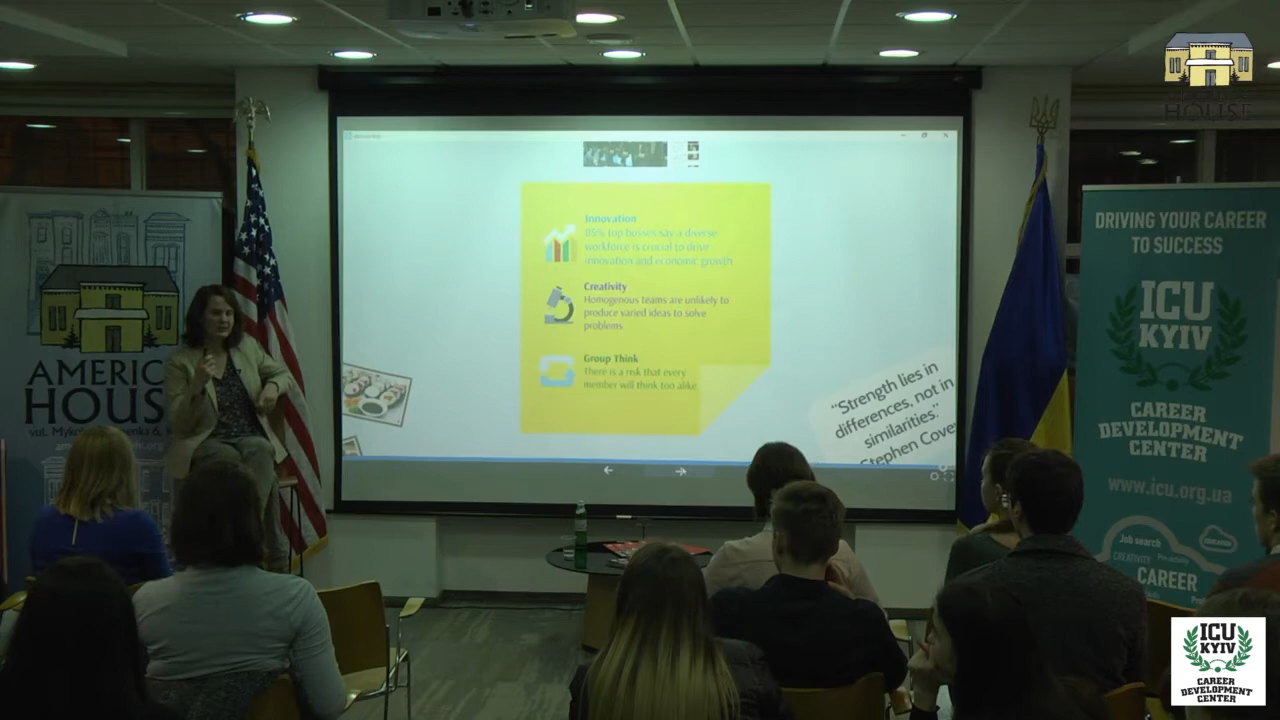 HOUSE
DRIVING YOUR CAREER
TO SUCCESS
ICU
KYIV
CAREER
DEVELOPMENT
CENTER
www.icu.org.ua
Job search
CREATIVITY
CAREER
AMERIC
HOUS
Innovation
85% top bosses say a diverse
workforce is crucial to drive
innovation and economic growth
Creativity
Homogenous teams are unlikely to
produce varied ideas to solve
problems
Group Think
There is a risk that every
member will think too alike
"Strength lies in
differences, not in
similarities."
Stephen Cove
ICU
KYIV
CAREER
DEVELOPMENT
CENTER